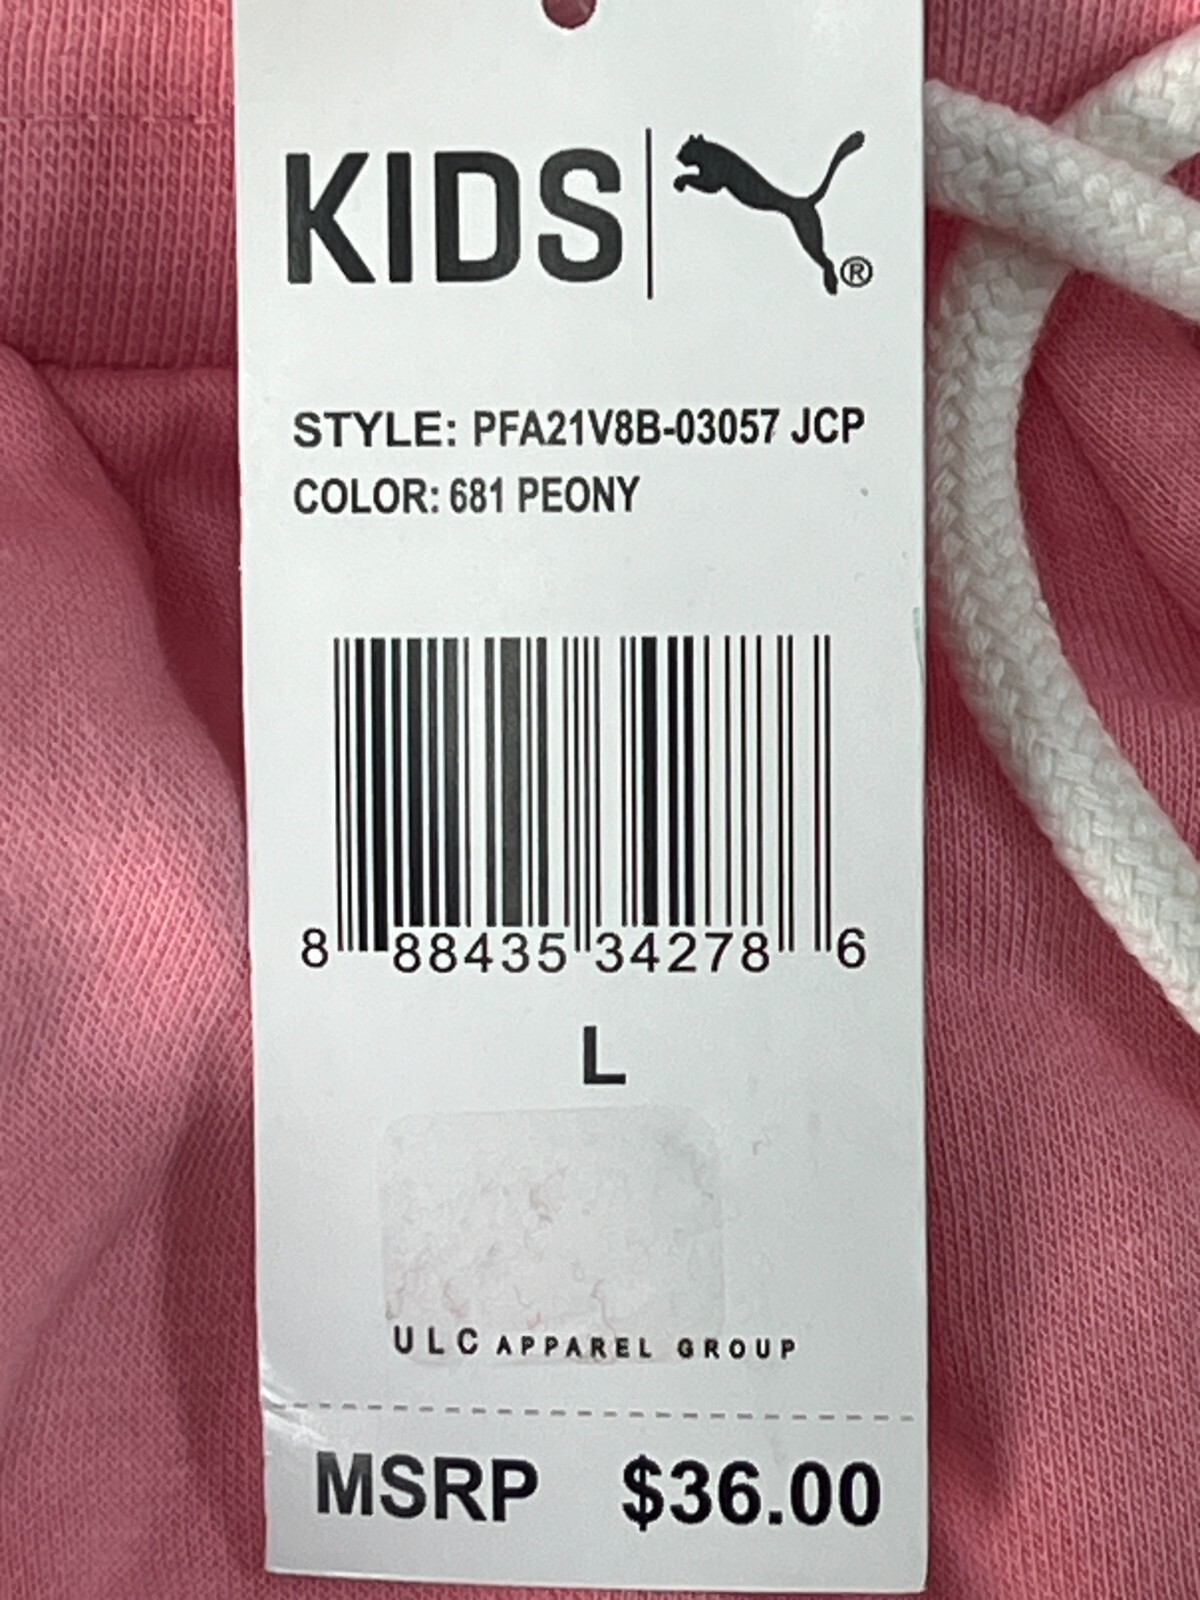 KIDS ®
STYLE: PFA21V8B-03057 JCP
COLOR: 681 PEONY
8 88435 34278 6
L
ULC APPAREL GROUP
MSRP $36.00